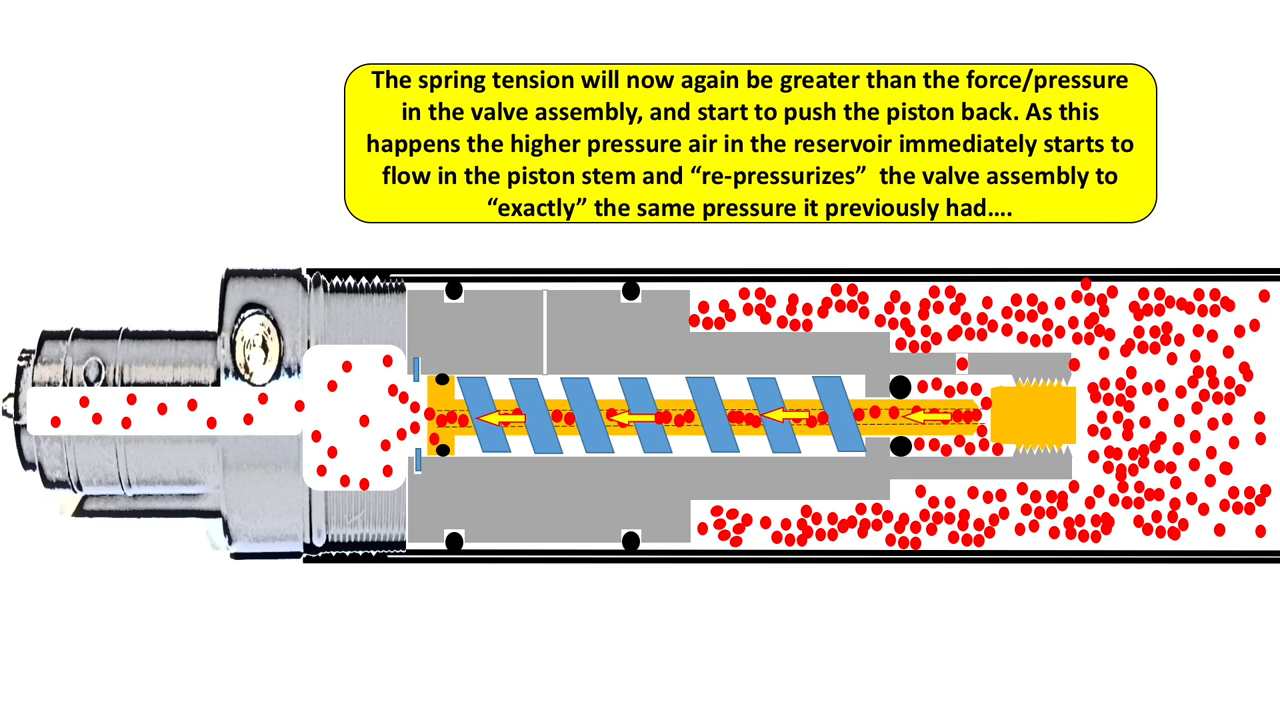 The spring tension will now again be greater than the force/pressure
in the valve assembly, and start to push the piston back. As this
happens the higher pressure air in the reservoir immediately starts to
flow in the piston stem and “re-pressurizes”  the valve assembly to
“exactly” the same pressure it previously had….